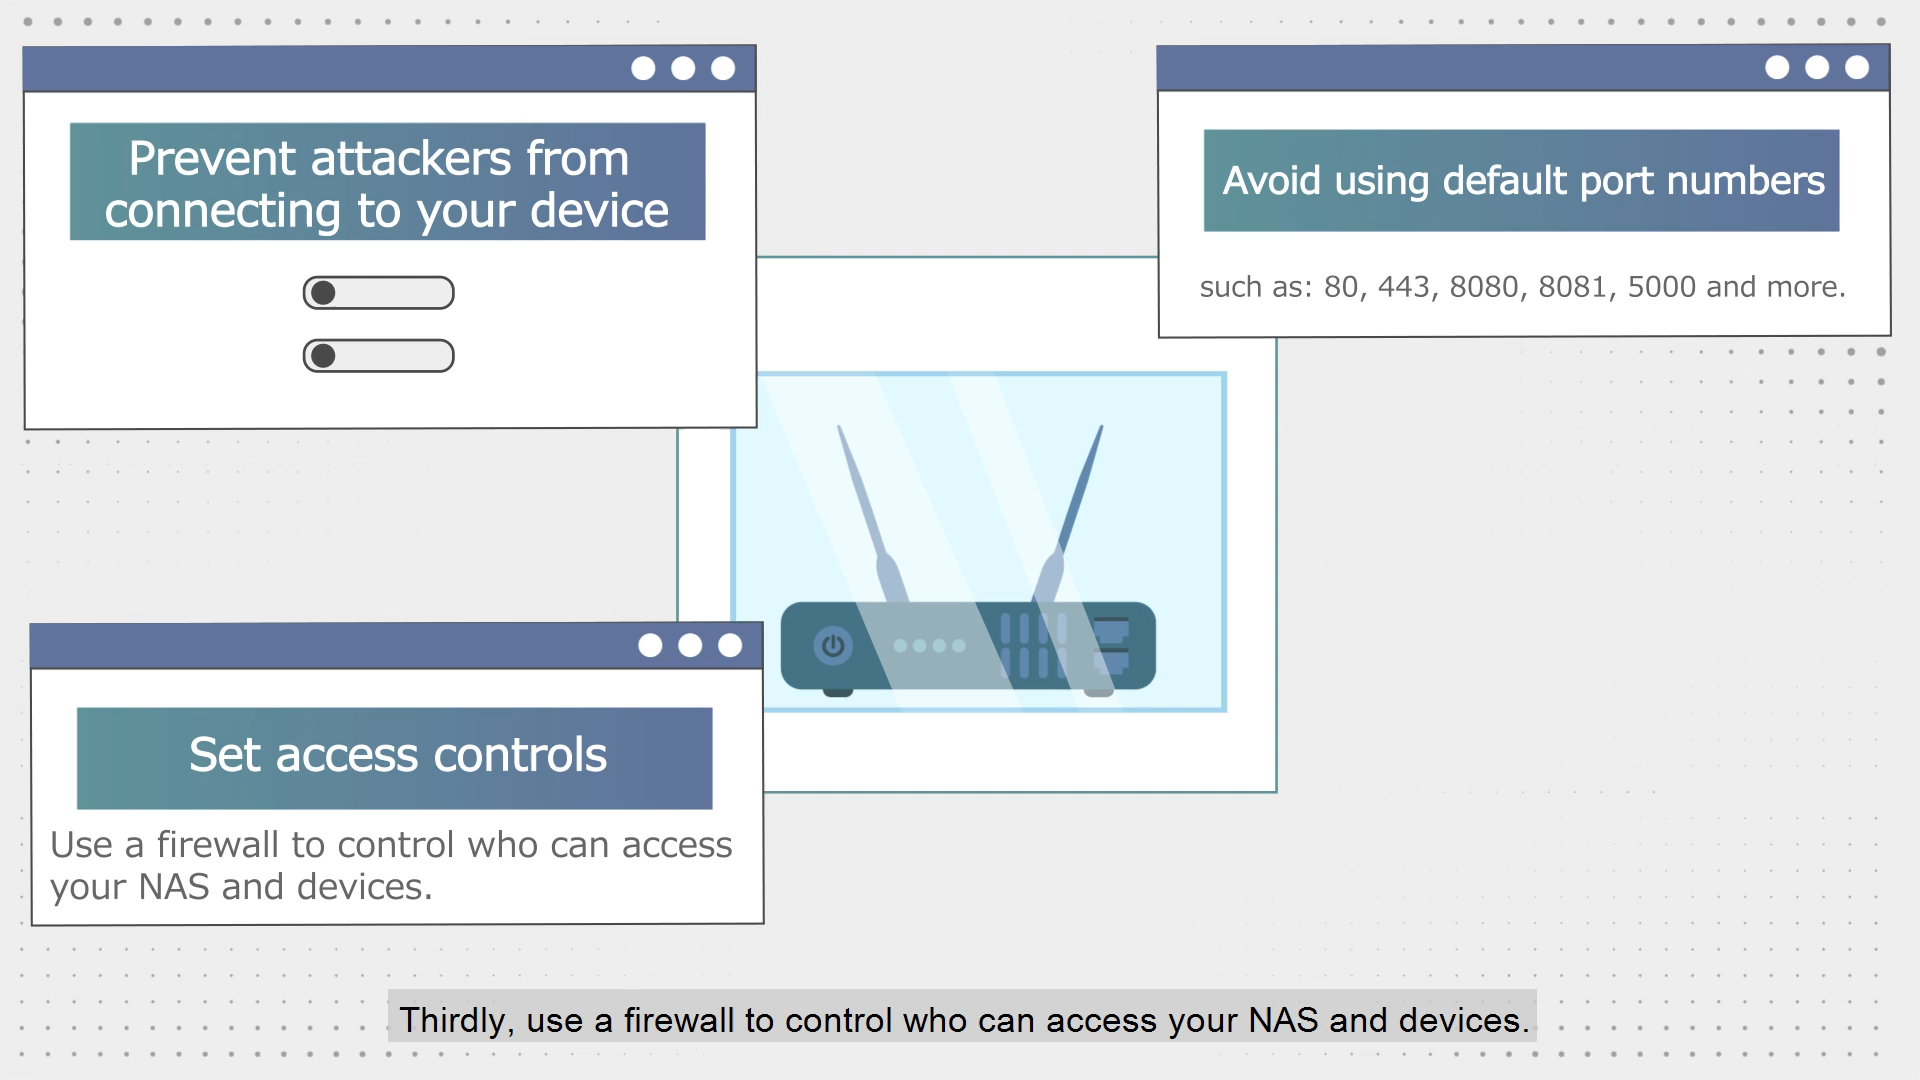 Prevent attackers from
connecting to your device
Avoid using default port numbers
such as: 80, 443, 8080, 8081, 5000 and more.
Set access controls
Use a firewall to control who can access
your NAS and devices.
Thirdly, use a firewall to control who can access your NAS and devices.